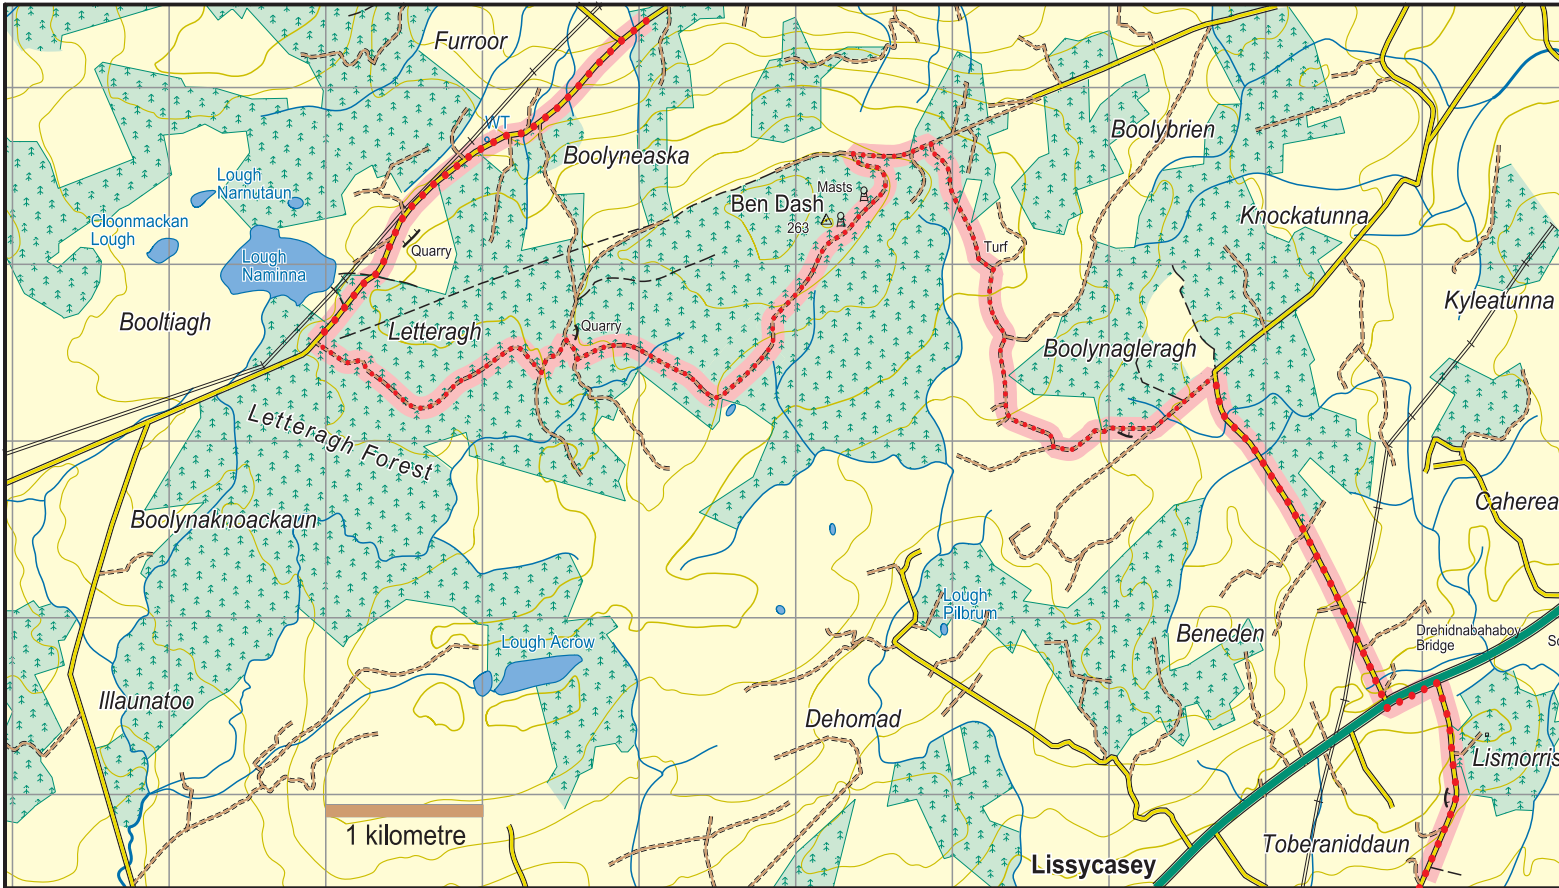 Furroor
WT
Boolyneaska
Boolybrien
Lough
Narnutaun
Masts
Ben Dash
263
Cloonmackan
Lough
Knockatunna
Quarry
Turf
Lough
Naminna
Kyleatunna
Booltiagh
Letteragh
Quarry
Boolynagleragh
Letteragh Forest
Boolynaknoackaun
Caherea
Lough
Pilbrum
Beneden
Drehidnabahaboy
Bridge
Sc
Lough Acrow
Illaunatoo
Dehomad
Lismorris
1 kilometre
Toberaniddaun
Lissycasey